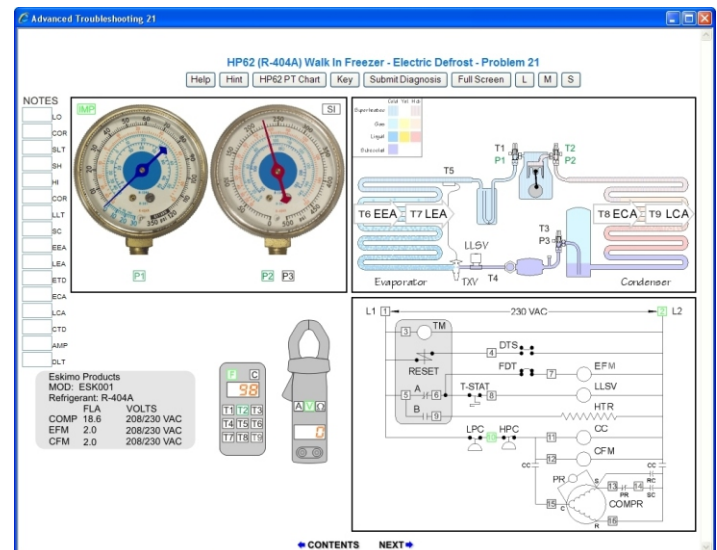 Advanced Troubleshooting 21
HP62 (R-404A) Walk In Freezer - Electric Defrost - Problem 21
Help Hint HP62 PT Chart Key Submit Diagnosis Full Screen L M S
NOTES
LO
COR
SLT
SH
HI
COR
LLT
SC
EEA
LEA
ETD
ECA
LCA
CTD
AMP
DLT
IMP
SI
P1
P2 P3
Cold Hot
Gas
Liquid
T1
P1
T2
P2
T5
T6 EEA T7 LEA
T8 ECA T9 LCA
T3
P3
LLSV
TXV
T4
Evaporator
Condenser
Eskimo Products
MOD: ESK001
Refrigerant: R-404A
FLA VOLTS
COMP 18.6 208/230 VAC
EFM 2.0 208/230 VAC
CFM 2.0 208/230 VAC
F C
98
T1 T2 T3
T4 T5 T6
T7 T8 T9
A V Ω
0
L1 1 230 VAC 2 L2
3 TM
DTS
4
RESET
FDT
7 EFM
5 A 6 T-STAT 8 LLSV
B 9 HTR
LPC 10 HPC
11 CC
12 CFM
CC
CC
PR
S
13 14
RC
PR SC
15 C
COMPR
R 16
CONTENTS NEXT